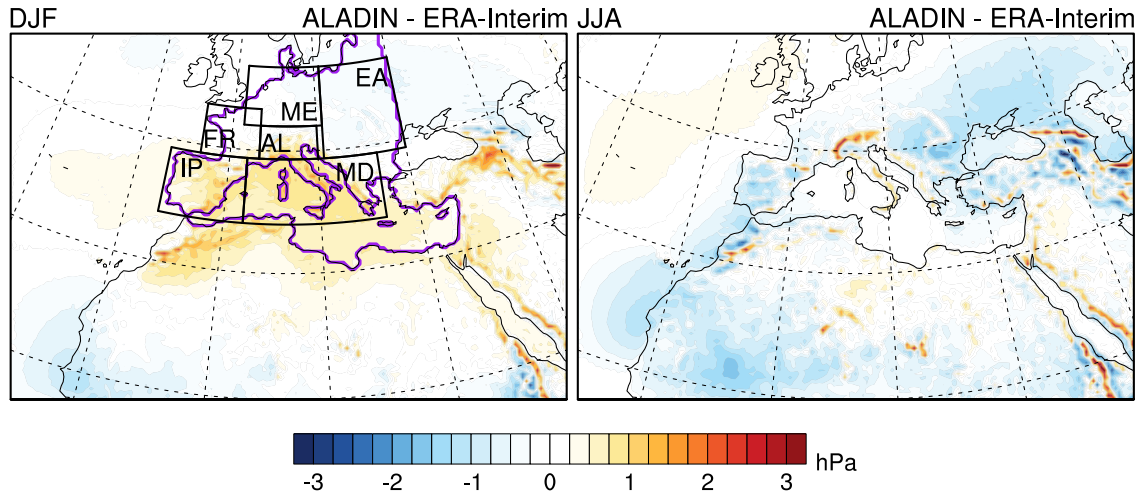 DJF ALADIN - ERA-Interim JJA ALADIN - ERA-Interim
EA
ME
FR AL
IP MD
-3 -2 -1 0 1 2 3 hPa